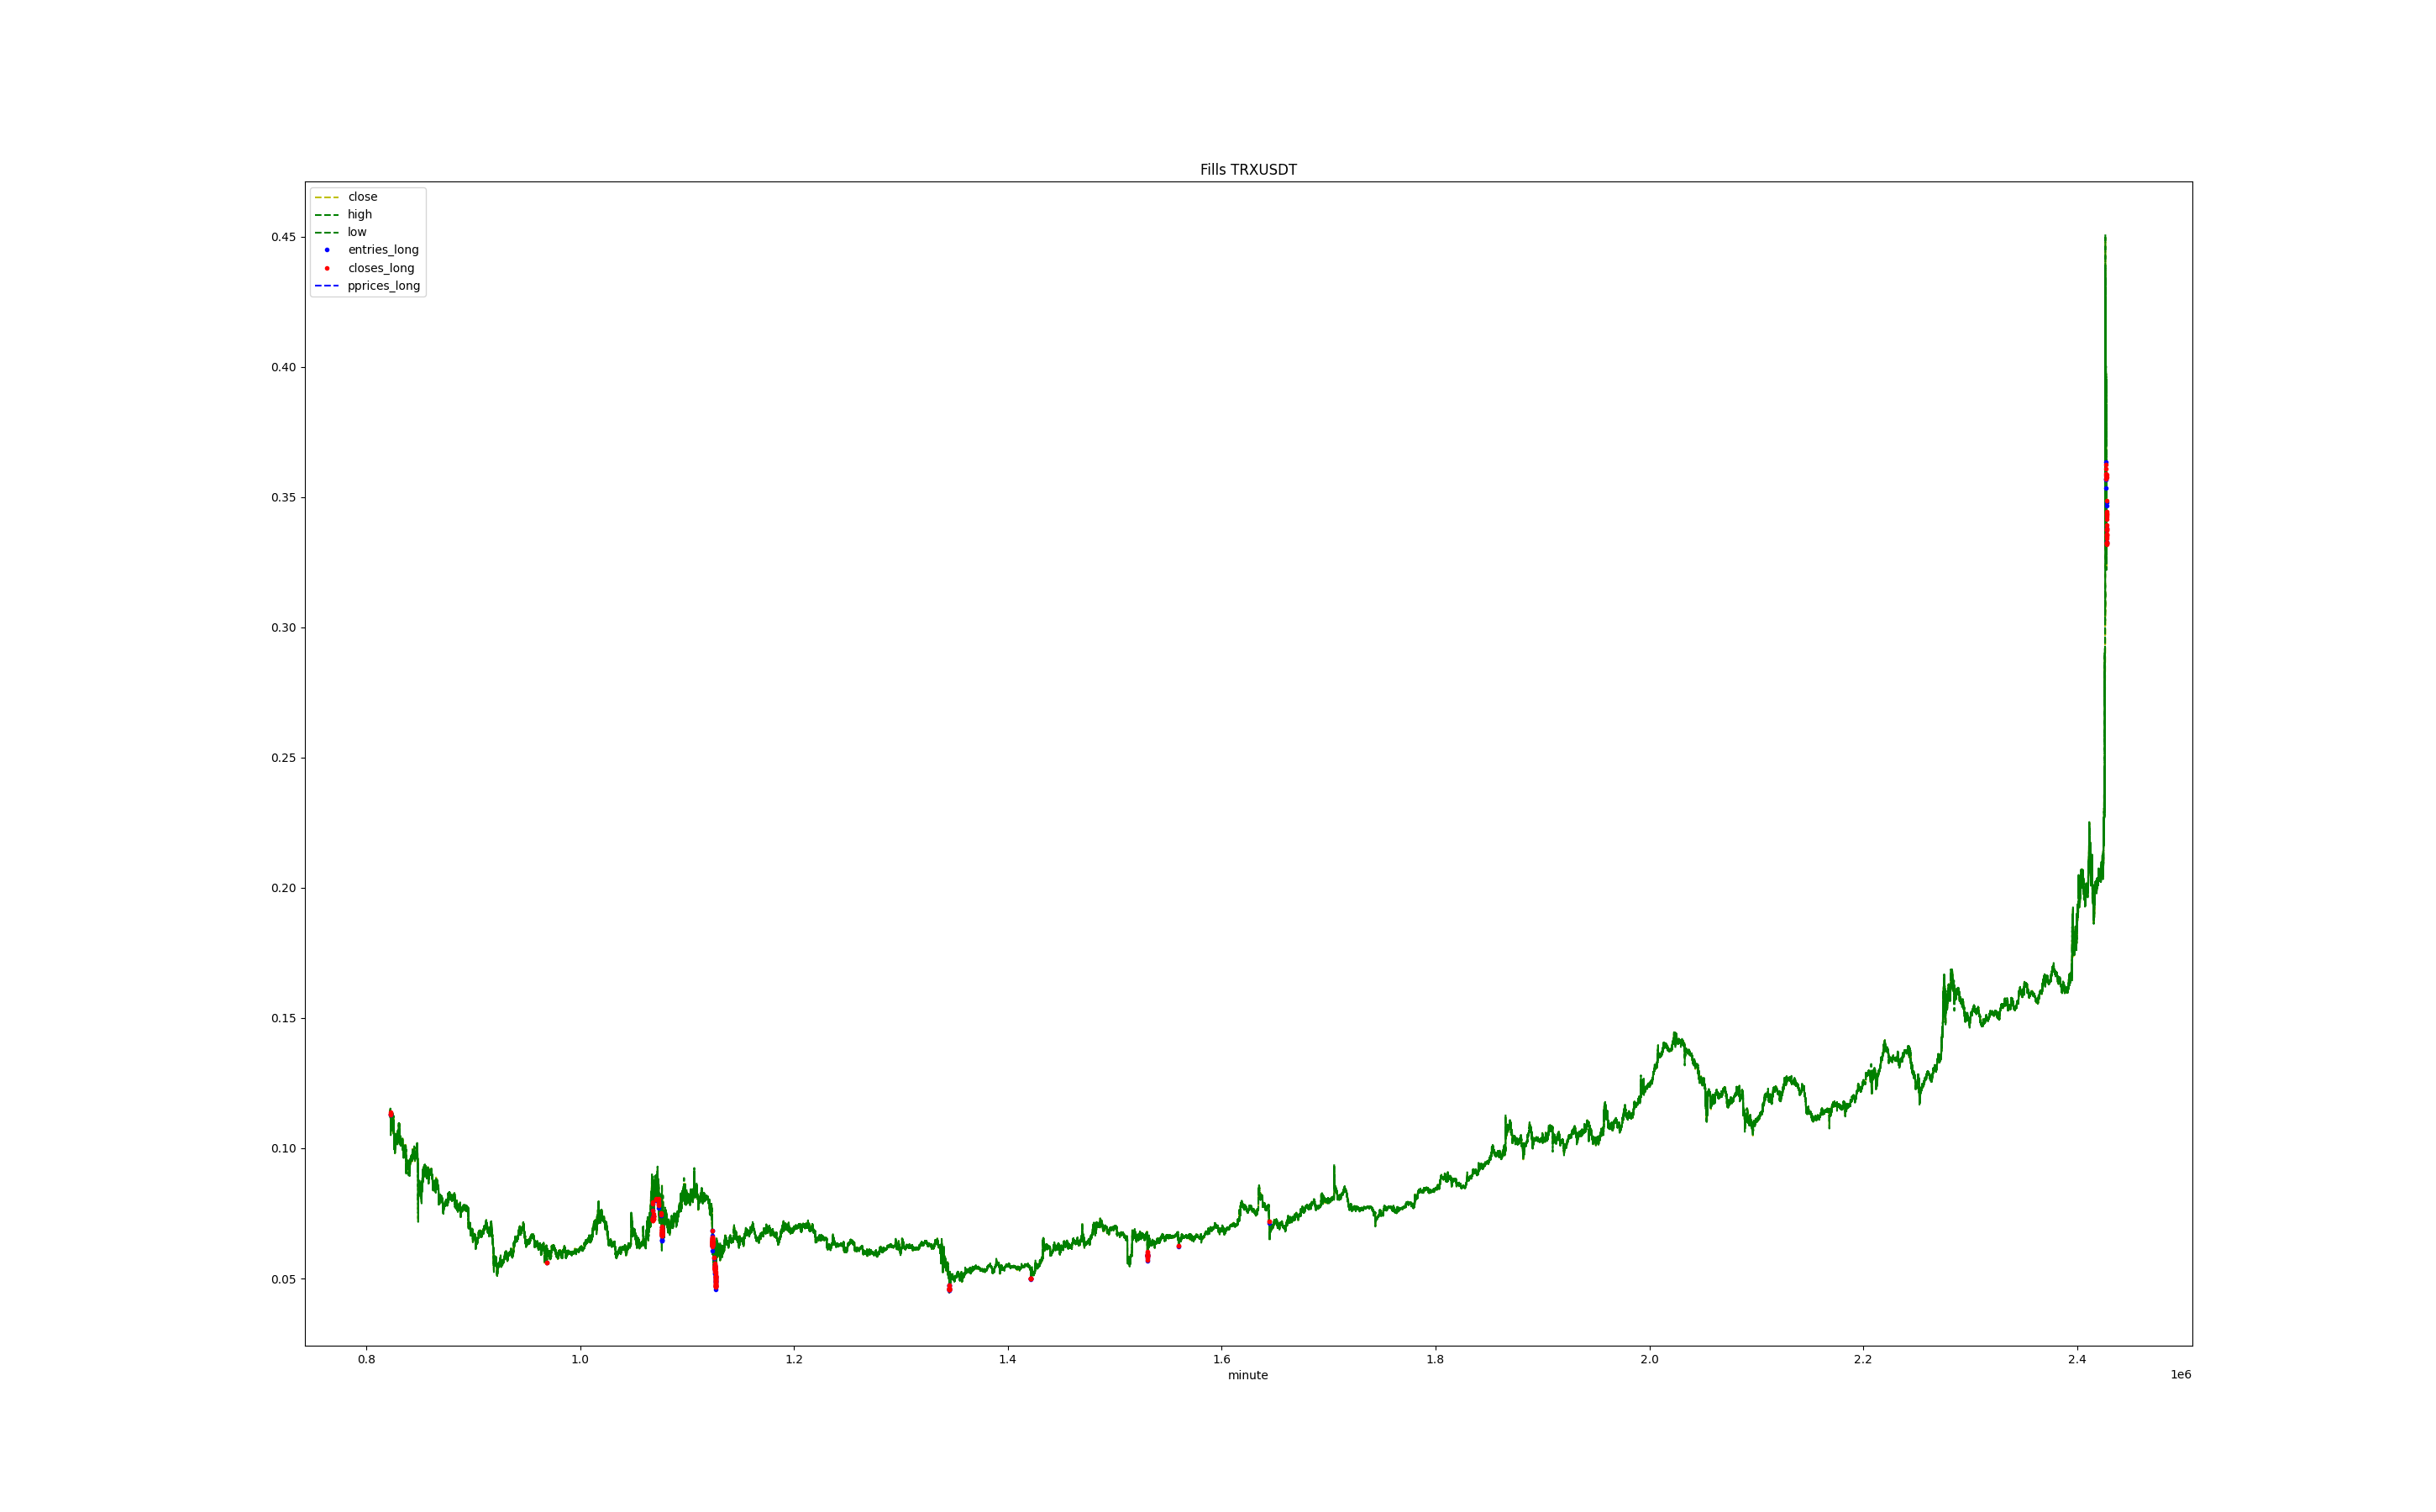 Fills TRXUSDT
close
high
low
entries_long
closes_long
pprices_long
0.45
0.40
0.35
0.30
0.25
0.20
0.15
0.10
0.05
0.8 1.0 1.2 1.4 1.6 1.8 2.0 2.2 2.4
minute 1e6